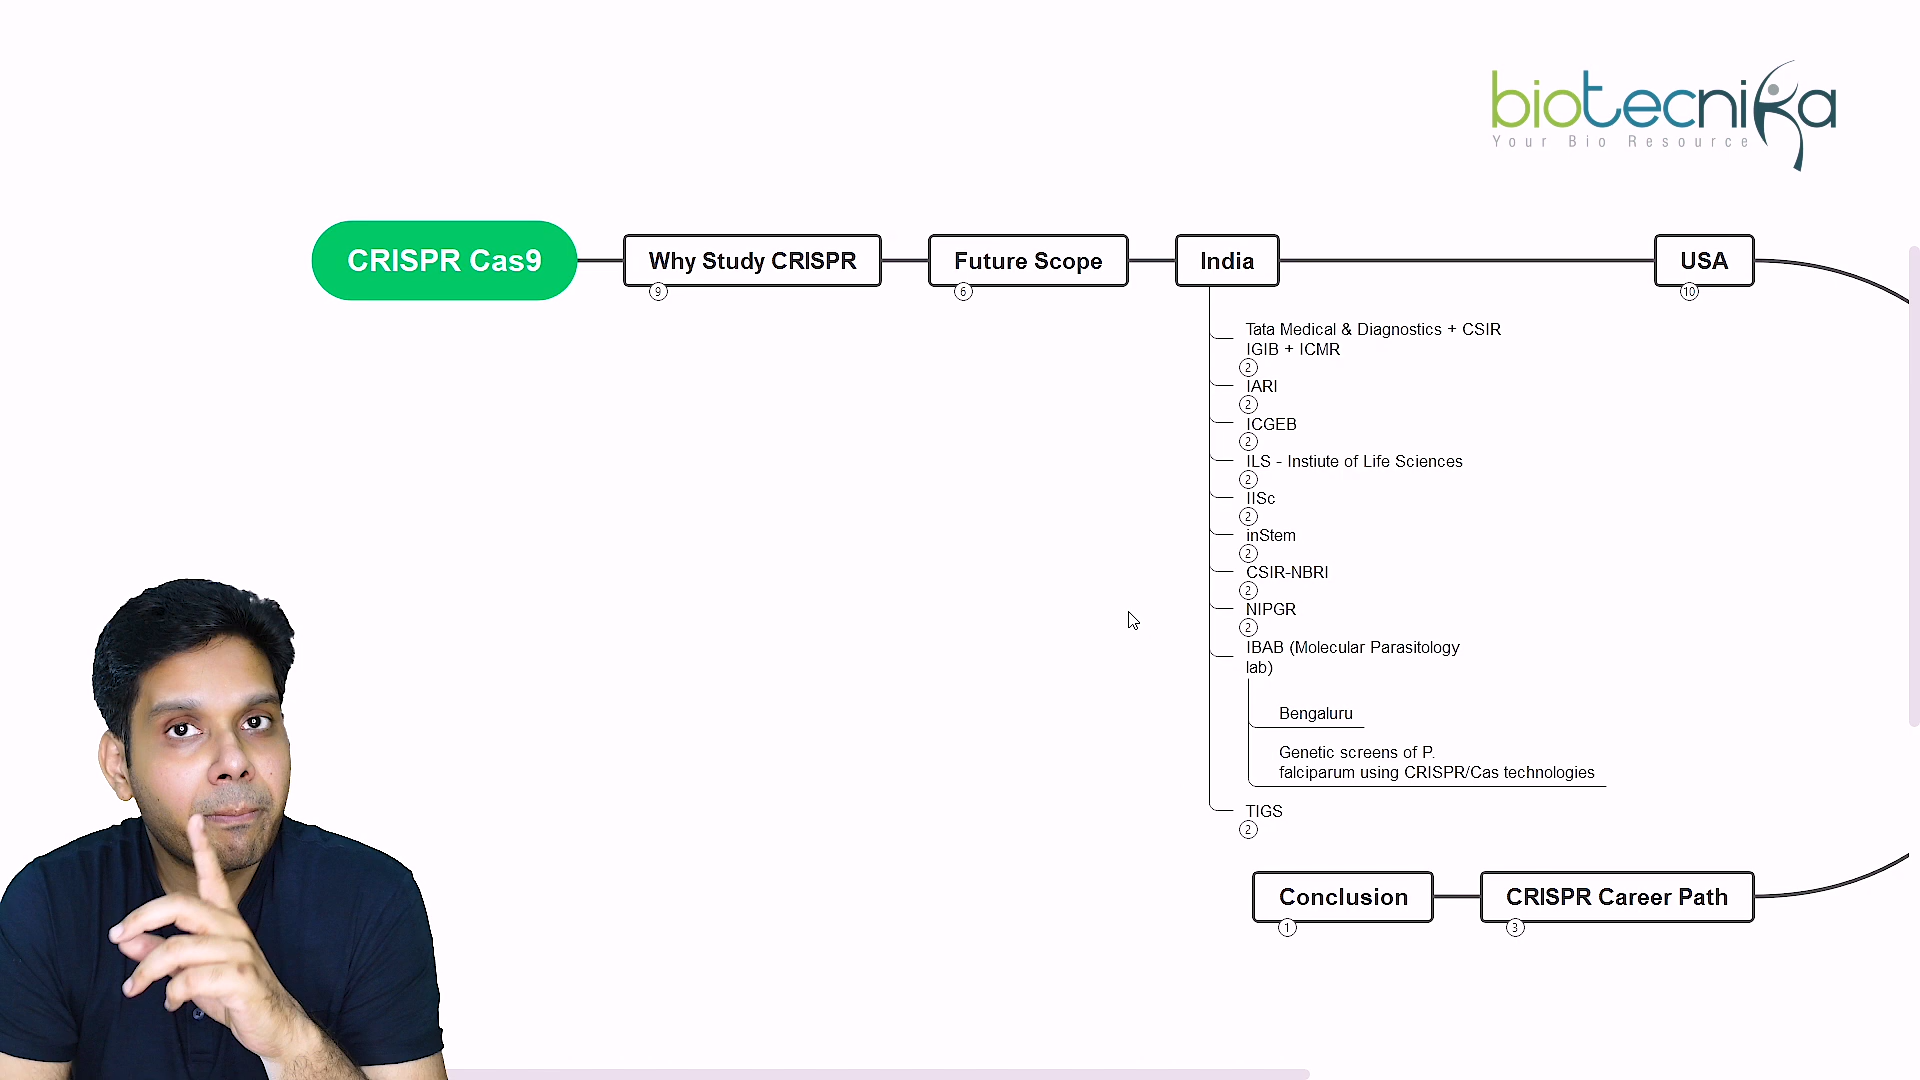 biotecnika
Your Bio Resource
CRISPR Cas9
Why Study CRISPR
9
Future Scope
6
India
USA
10
Tata Medical & Diagnostics + CSIR
IGIB + ICMR
2
IARI
2
ICGEB
2
ILS - Instiute of Life Sciences
2
IISc
2
inStem
2
CSIR-NBRI
2
NIPGR
2
IBAB (Molecular Parasitology
lab)
Bengaluru
Genetic screens of P.
falciparum using CRISPR/Cas technologies
TIGS
2
Conclusion
1
CRISPR Career Path
3